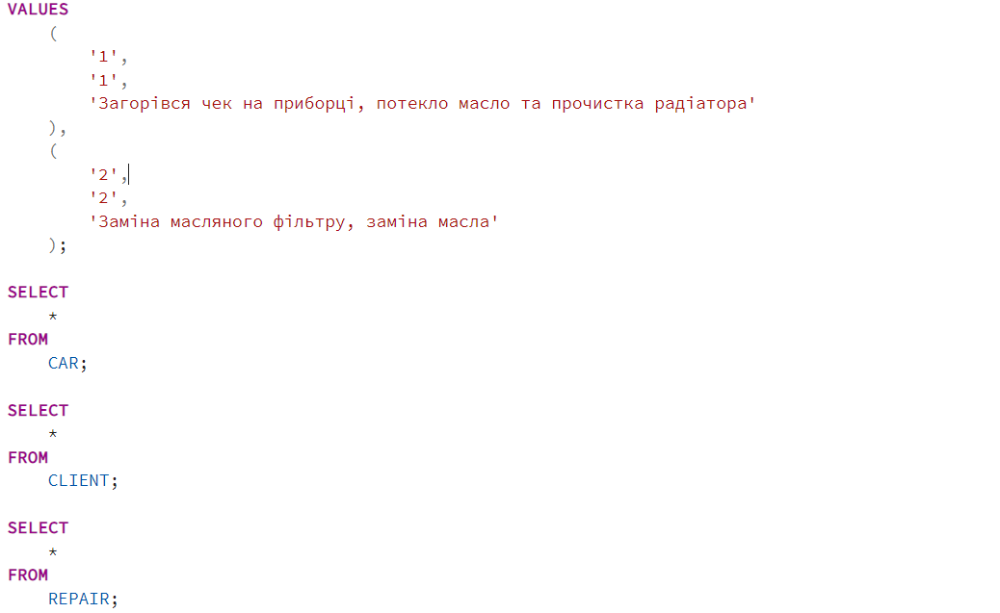 VALUES
(
'1',
'1',
'Загорівся чек на приборці, потекло масло та прочистка радіатора'
),
(
'2',
'2',
'Заміна масляного фільтру, заміна масла'
);
SELECT
*
FROM
CAR;
SELECT
*
FROM
CLIENT;
SELECT
*
FROM
REPAIR;